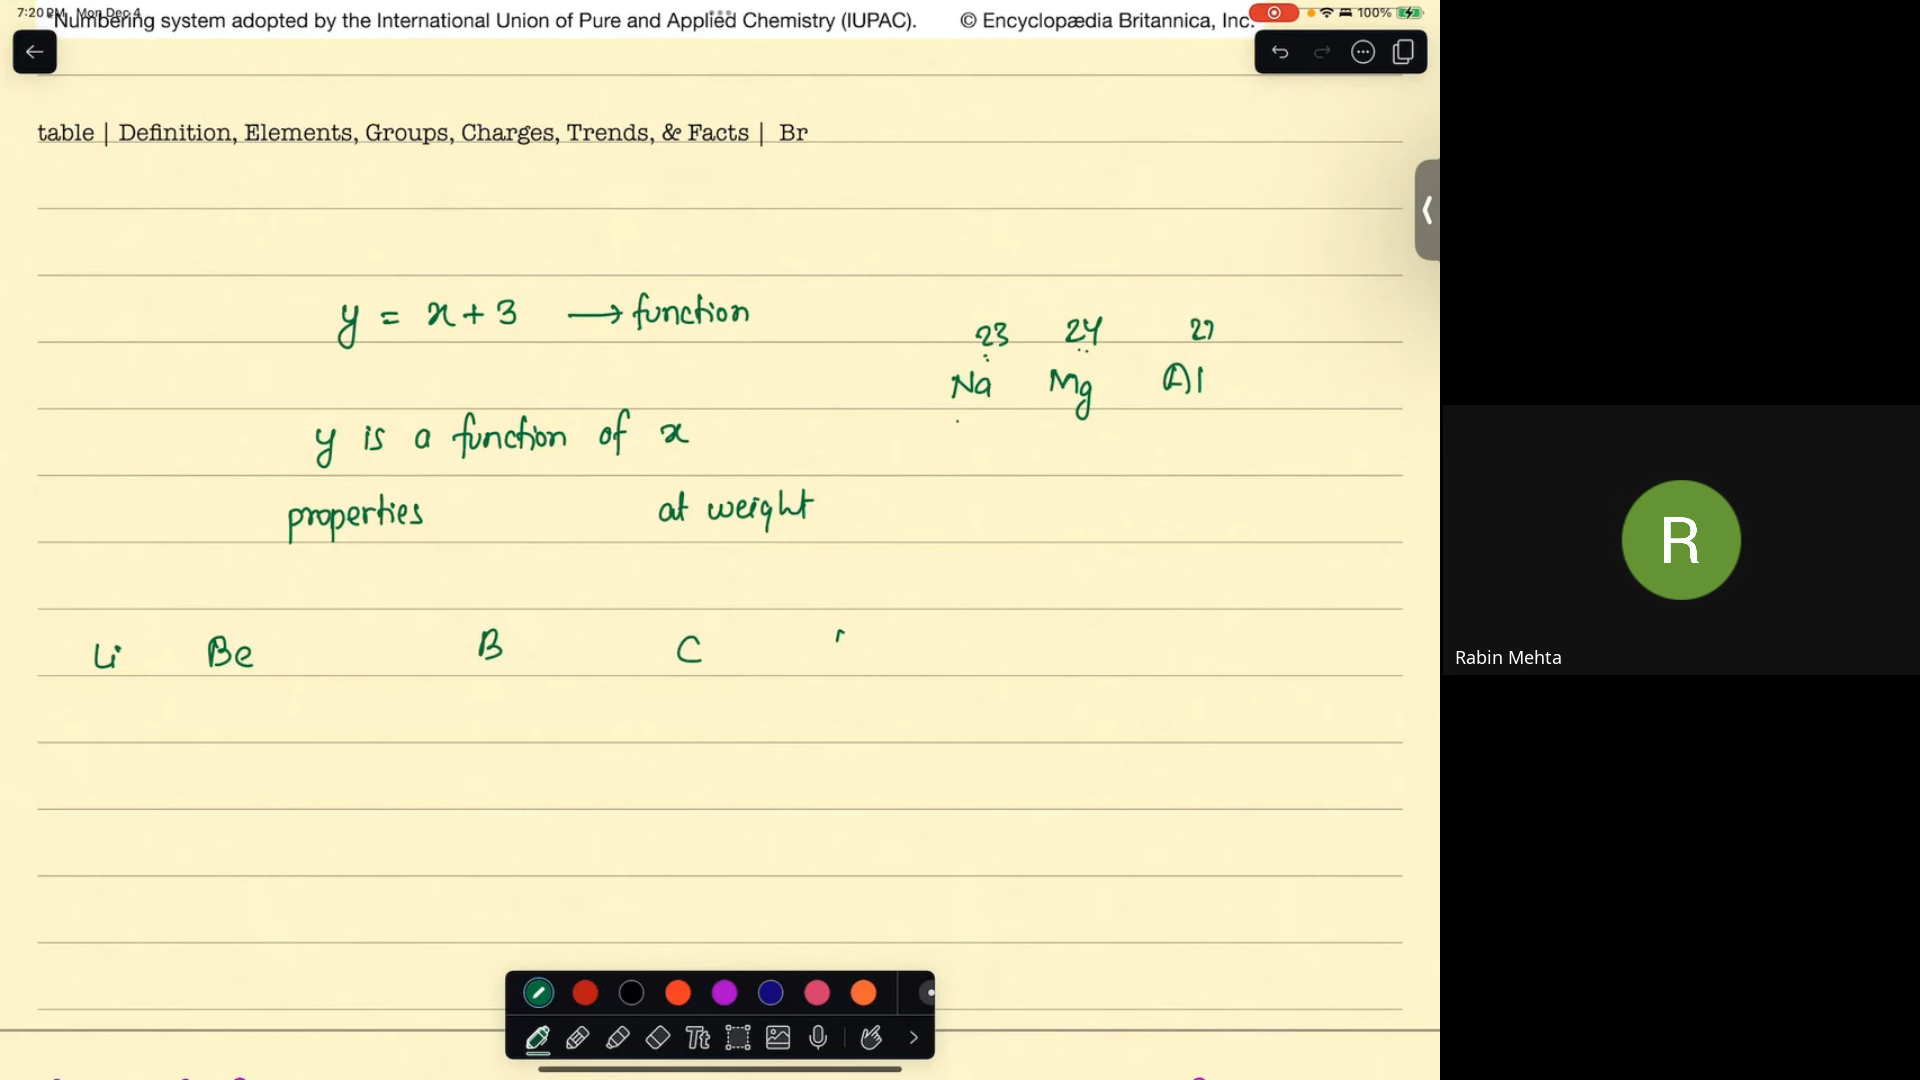 7:20 PM Mon Dec 4
*Numbering system adopted by the International Union of Pure and Applied Chemistry (IUPAC). © Encyclopædia Britannica, Inc.
100%
table | Definition, Elements, Groups, Charges, Trends, & Facts | Br
y = x + 3 → function
23 24 27
Na Mg Al
y is a function of x
properties at weight
Li Be B C
R
Rabin Mehta
Tt